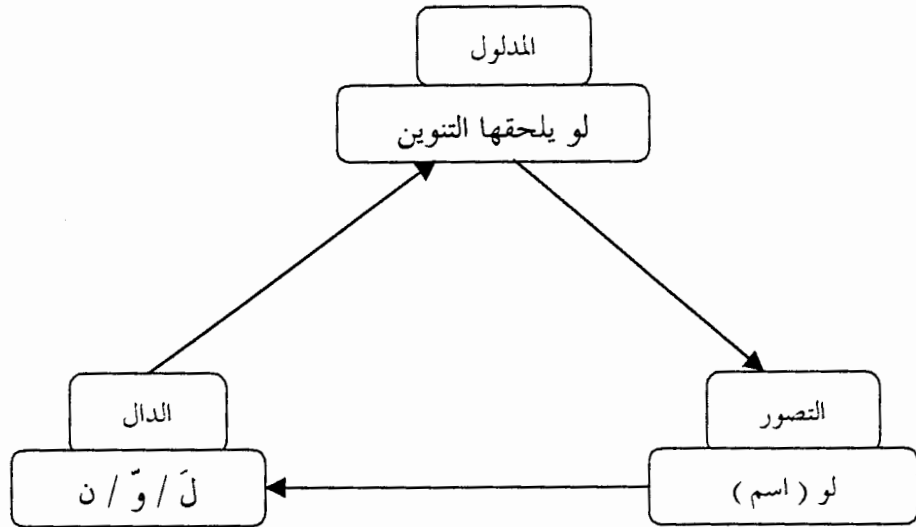 المدلول
لو يلحقها التنوين
التصور
لو ( اسم )
الدال
لَ / وّ / ن